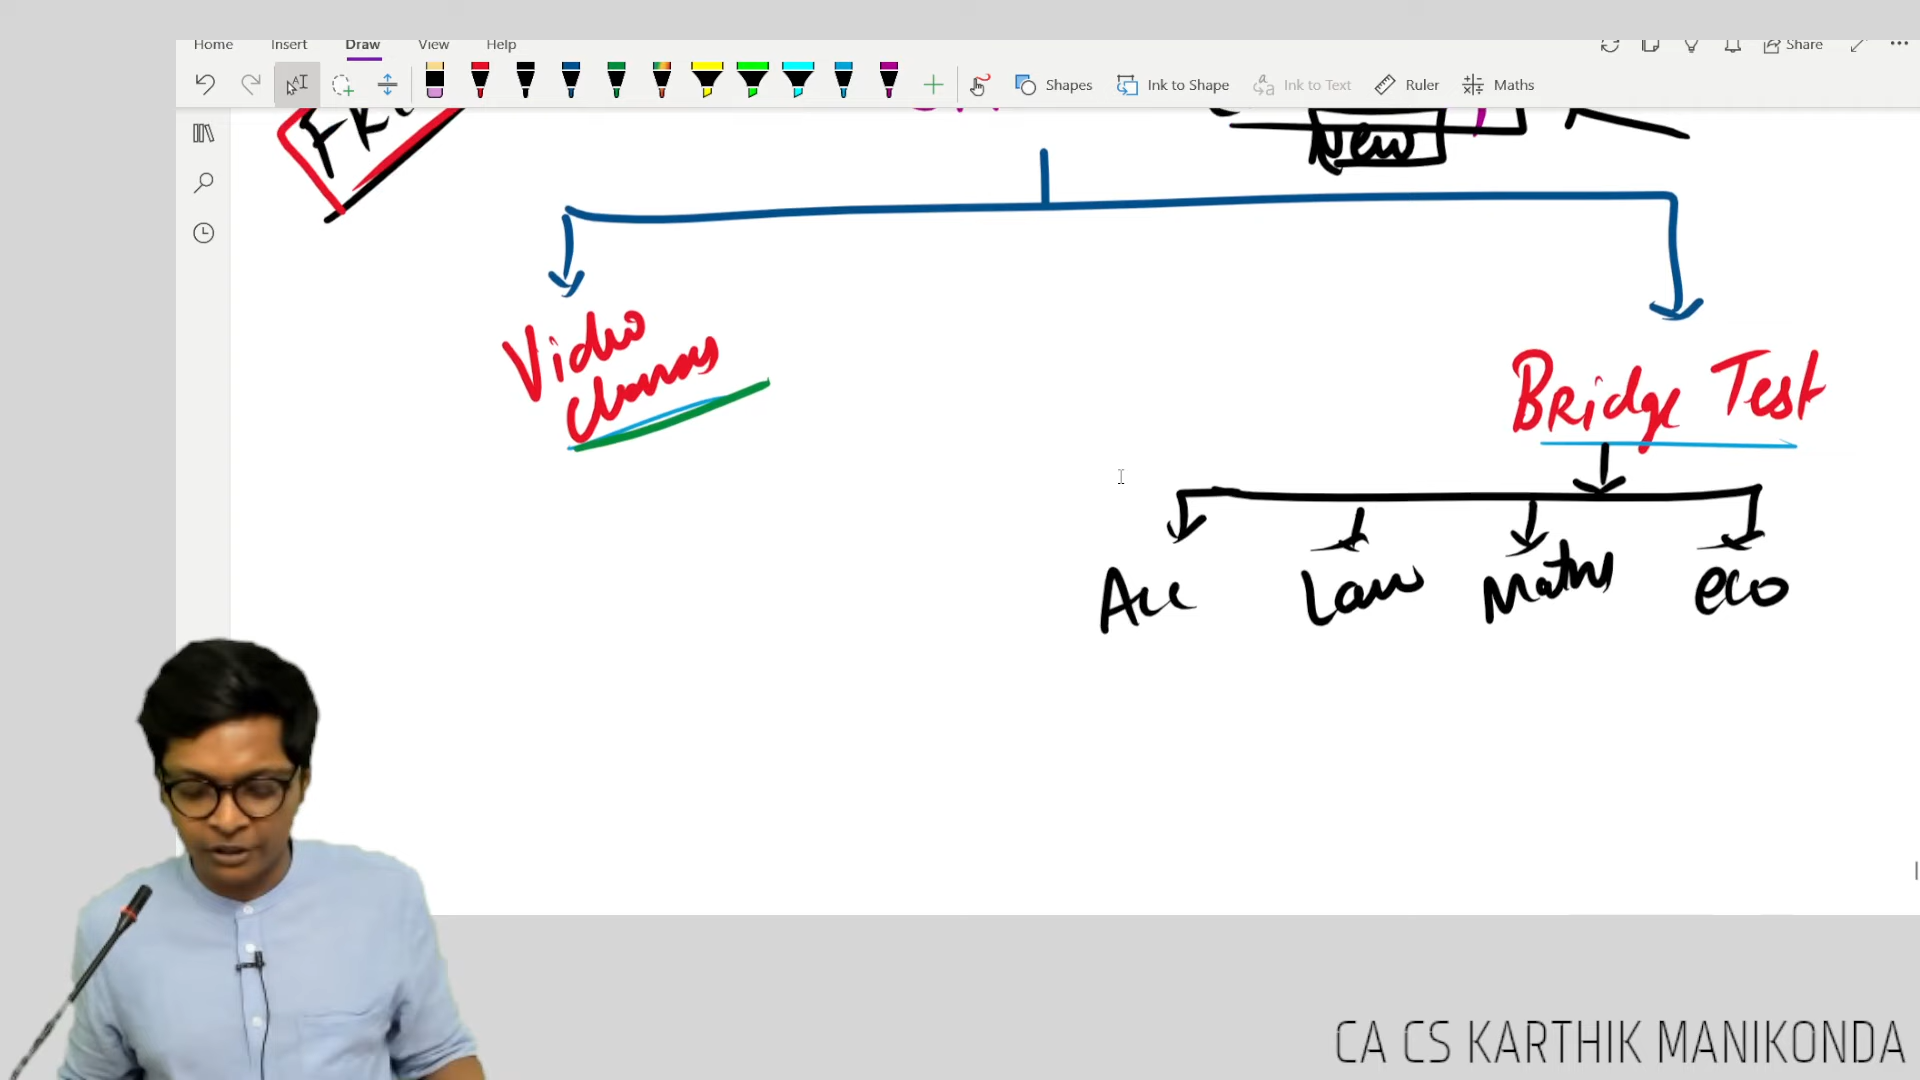 Home Insert Draw View Help Share
Shapes Ink to Shape Ink to Text Ruler Maths
New
Video
classes
Bridge Test
Acc Law Maths eco
CA CS KARTHIK MANIKONDA